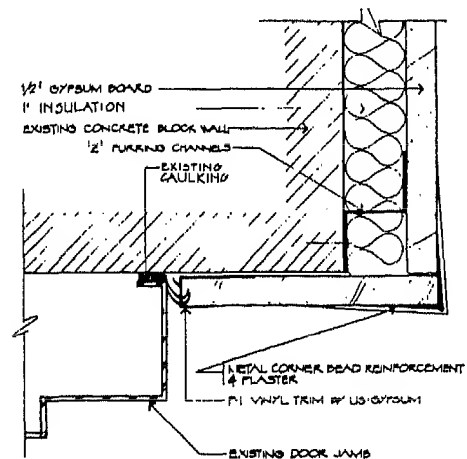 1/2" GYPSUM BOARD
1" INSULATION
EXISTING CONCRETE BLOCK WALL
'Z' FURRING CHANNELS
EXISTING
CAULKING
METAL CORNER BEAD REINFORCEMENT
& PLASTER
P-1 VINYL TRIM BY US GYPSUM
EXISTING DOOR JAMB